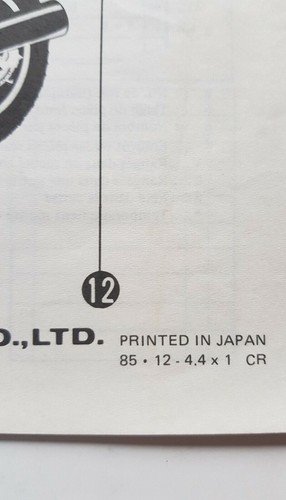 12
O.,LTD. PRINTED IN JAPAN
85 • 12 - 4.4 x 1 CR